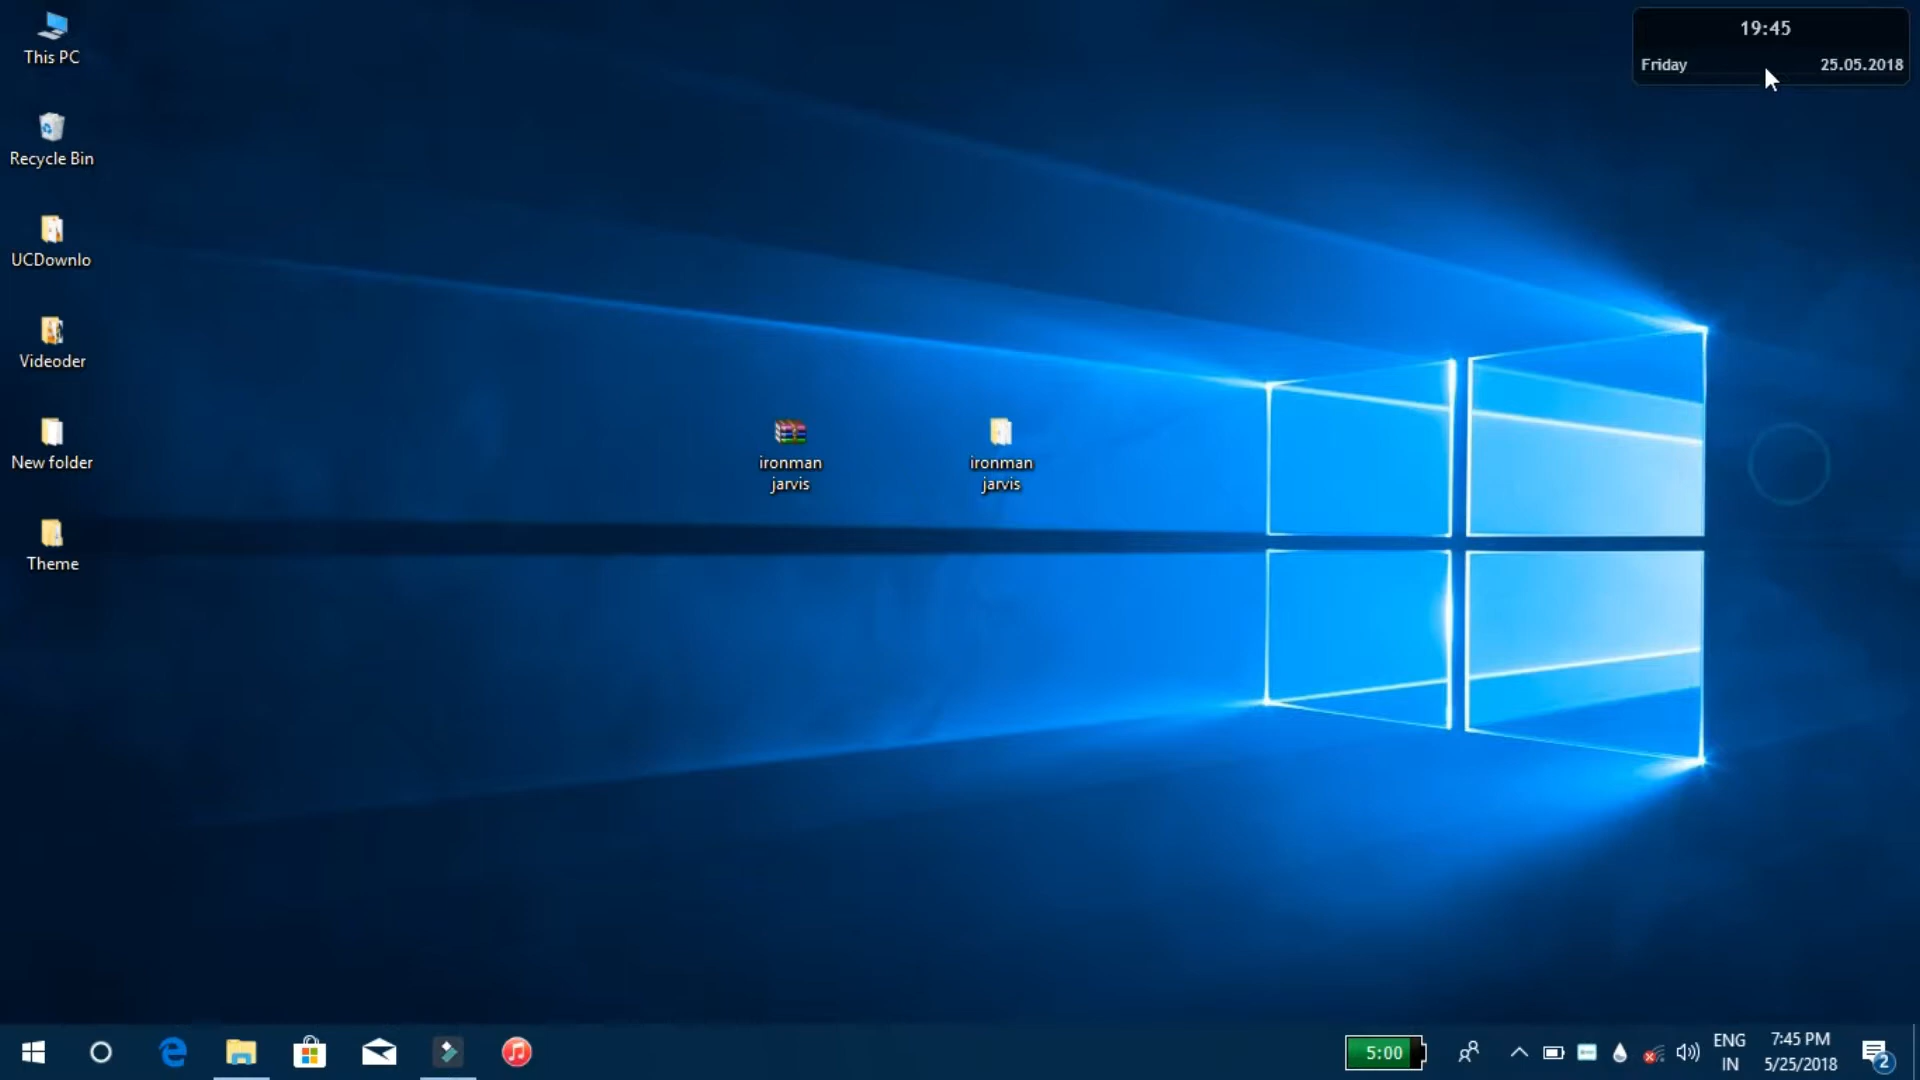 This PC
Recycle Bin
UCDownlo
Videoder
New folder
Theme
ironman
jarvis
ironman
jarvis
19:45
Friday 25.05.2018
5:00
ENG
IN
7:45 PM
5/25/2018
2